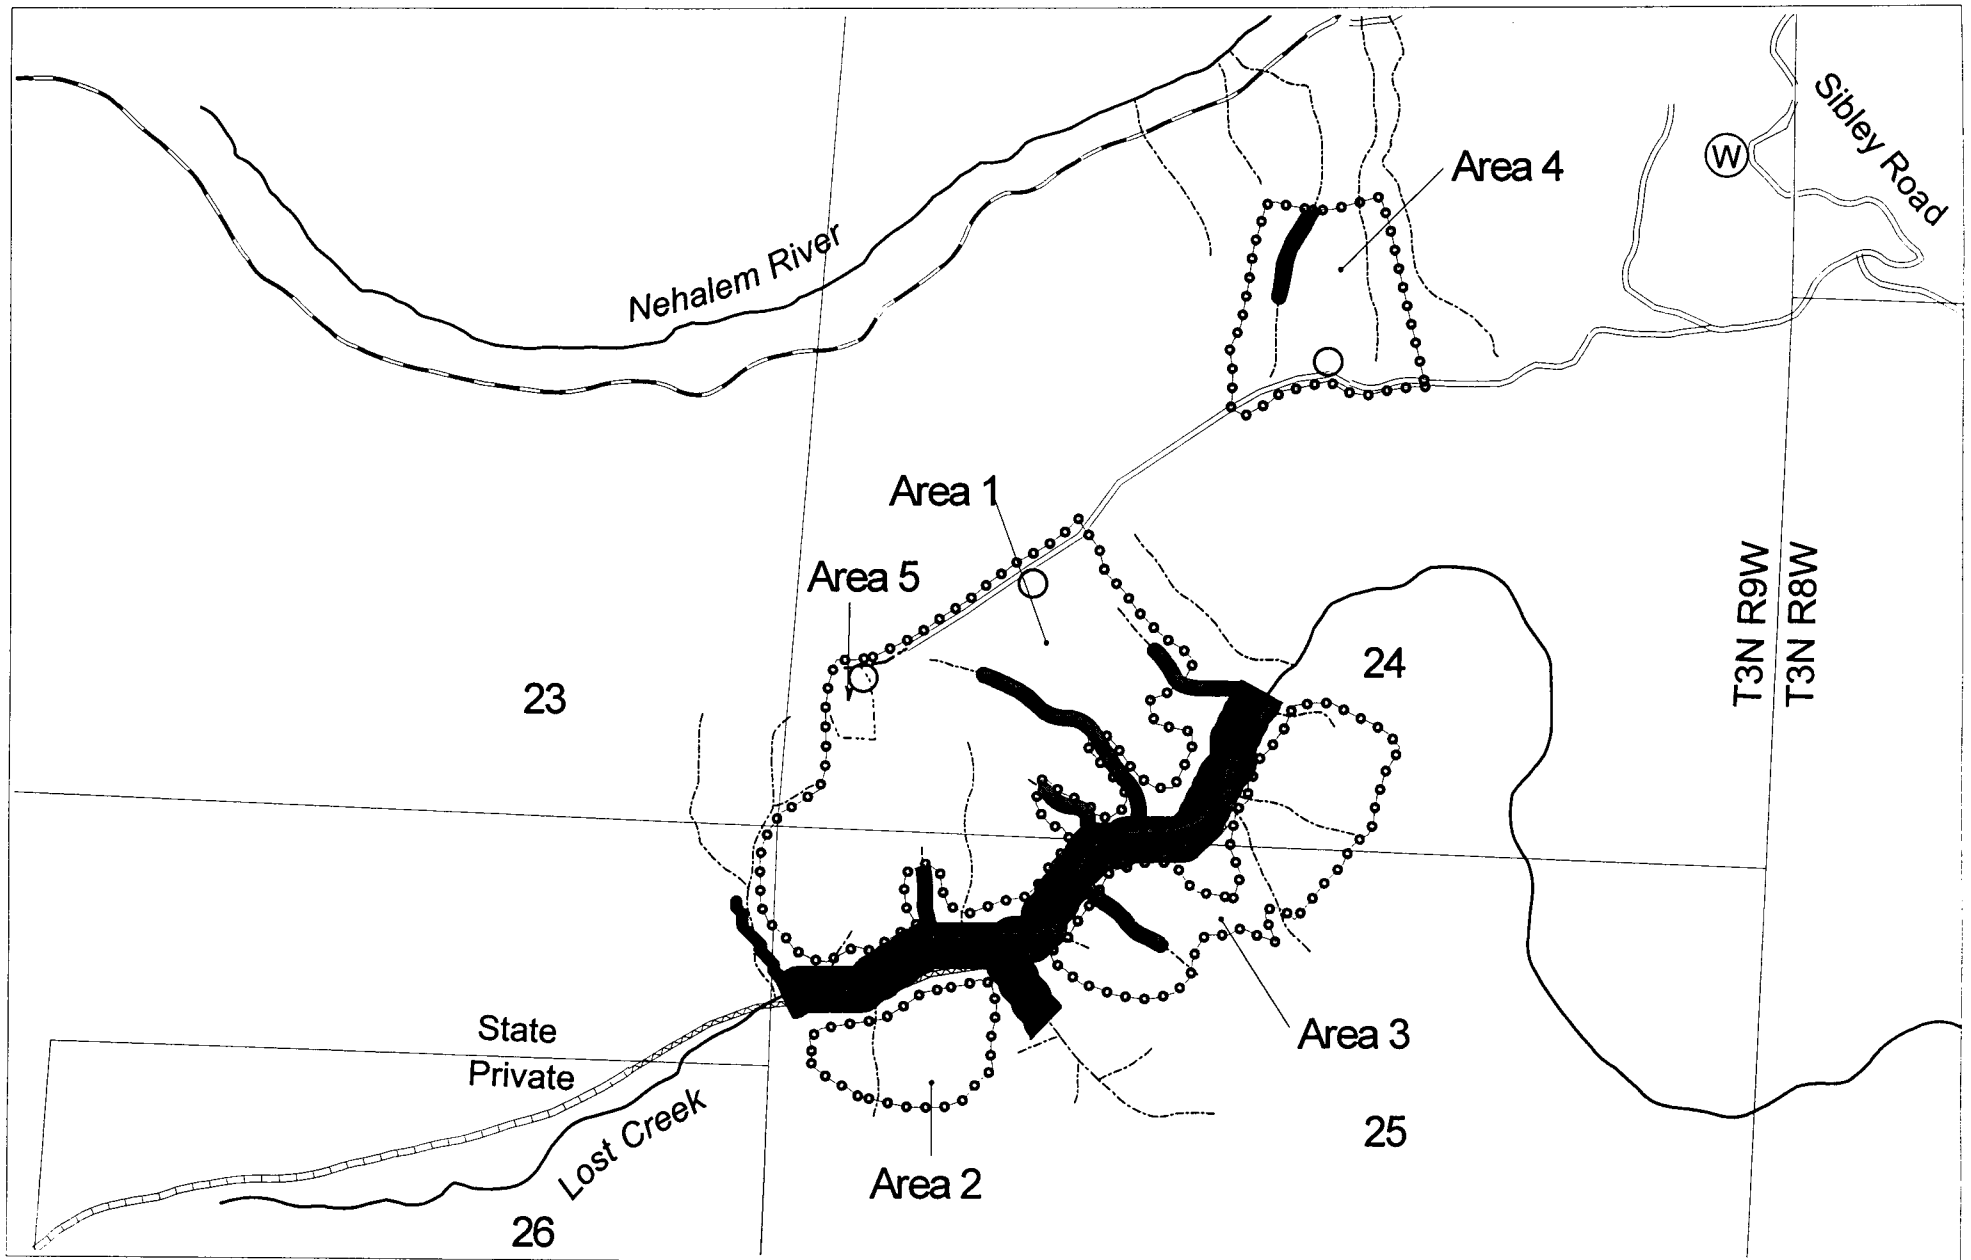 Sibley Road
W
Area 4
Nehalem River
Area 1
T3N R9W
T3N R8W
Area 5
24
23
State
Area 3
Private
Lost Creek
25
Area 2
26